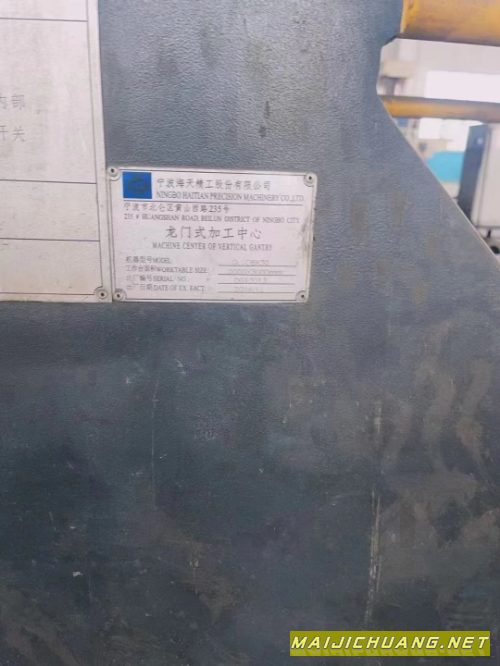 内部
开关
宁波海天精工股份有限公司
NINGBO HAITIAN PRECISION MACHINERY CO.,LTD.
宁波市北仑区黄山西路235号
235 # HUANGSHAN ROAD, BEILUN DISTRICT OF NINGBO CITY
龙门式加工中心
MACHINE CENTER OF VERTICAL GANTRY
机器型号MODEL
工作台面积WORKTABLE SIZE
出厂编号SERIAL NO.
出厂日期DATE OF EX. FACT.
MAIJICHUANG.NET